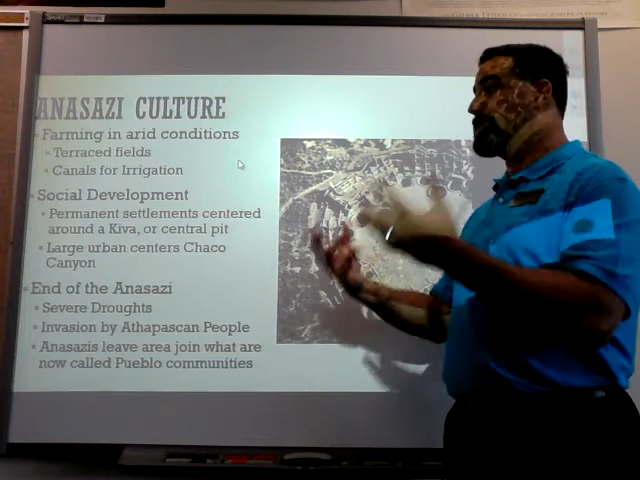 ANASAZI CULTURE
Farming in arid conditions
Terraced fields
Canals for Irrigation
Social Development
Permanent settlements centered
around a Kiva, or central pit
Large urban centers Chaco
Canyon
End of the Anasazi
Severe Droughts
Invasion by Athapascan People
Anasazis leave area join what are
now called Pueblo communities